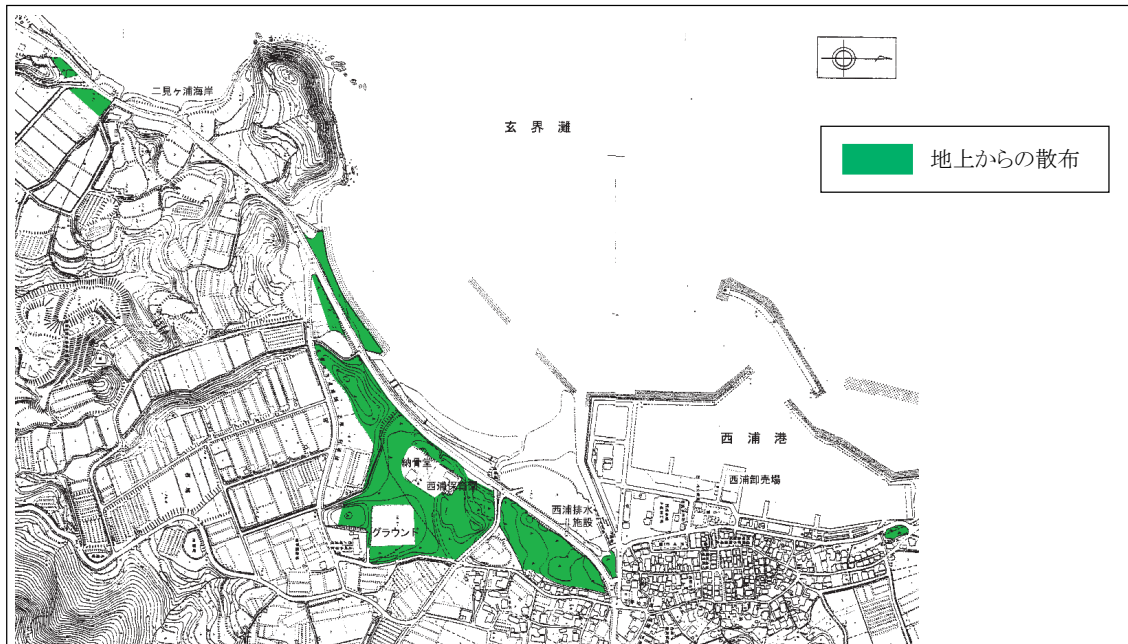 二見ヶ浦海岸
玄界灘
地上からの散布
西浦港
納骨堂
西浦卸売場
西浦排水
施設
グラウンド